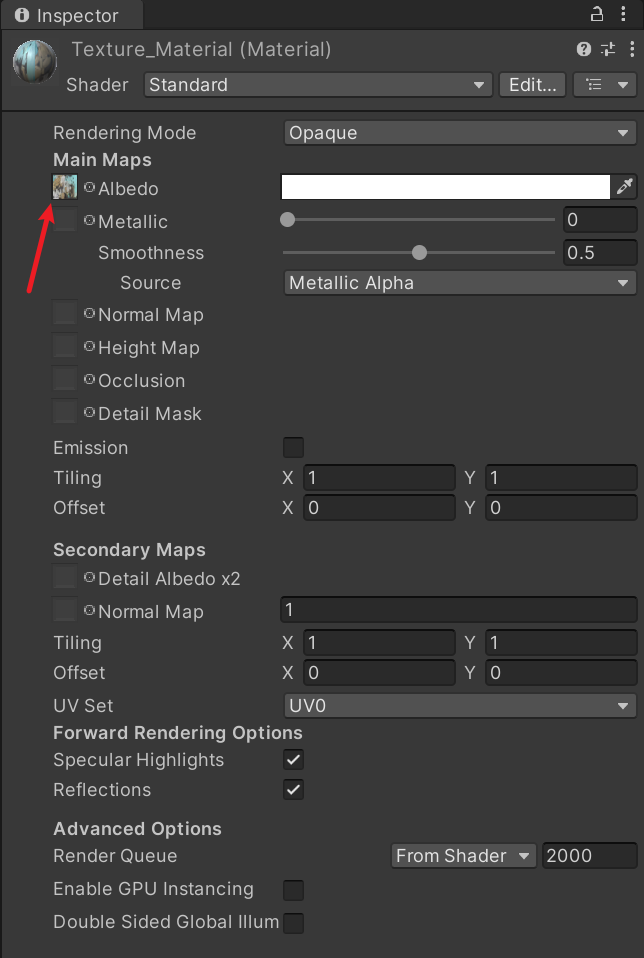 Inspector
Texture_Material (Material)
Shader Standard Edit...
Rendering Mode Opaque
Main Maps
Albedo
Metallic 0
Smoothness 0.5
Source Metallic Alpha
Normal Map
Height Map
Occlusion
Detail Mask
Emission
Tiling X 1 Y 1
Offset X 0 Y 0
Secondary Maps
Detail Albedo x2
Normal Map 1
Tiling X 1 Y 1
Offset X 0 Y 0
UV Set UV0
Forward Rendering Options
Specular Highlights
Reflections
Advanced Options
Render Queue From Shader 2000
Enable GPU Instancing
Double Sided Global Illum